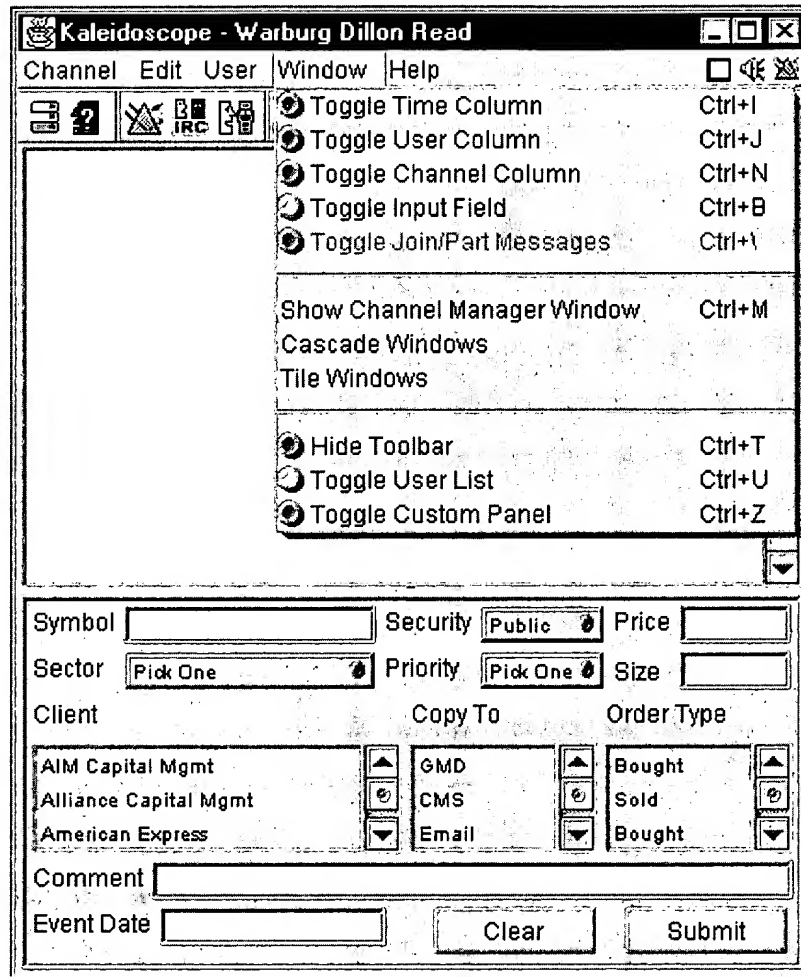 Kaleidoscope - Warburg Dillon Read
Channel Edit User Window Help
IRC
Toggle Time Column Ctrl+I
Toggle User Column Ctrl+J
Toggle Channel Column Ctrl+N
Toggle Input Field Ctrl+B
Toggle Join/Part Messages Ctrl+\
Show Channel Manager Window Ctrl+M
Cascade Windows
Tile Windows
Hide Toolbar Ctrl+T
Toggle User List Ctrl+U
Toggle Custom Panel Ctrl+Z
Symbol Security Public Price
Sector Pick One Priority Pick One Size
Client Copy To Order Type
AIM Capital Mgmt GMD Bought
Alliance Capital Mgmt CMS Sold
American Express Email Bought
Comment
Event Date Clear Submit